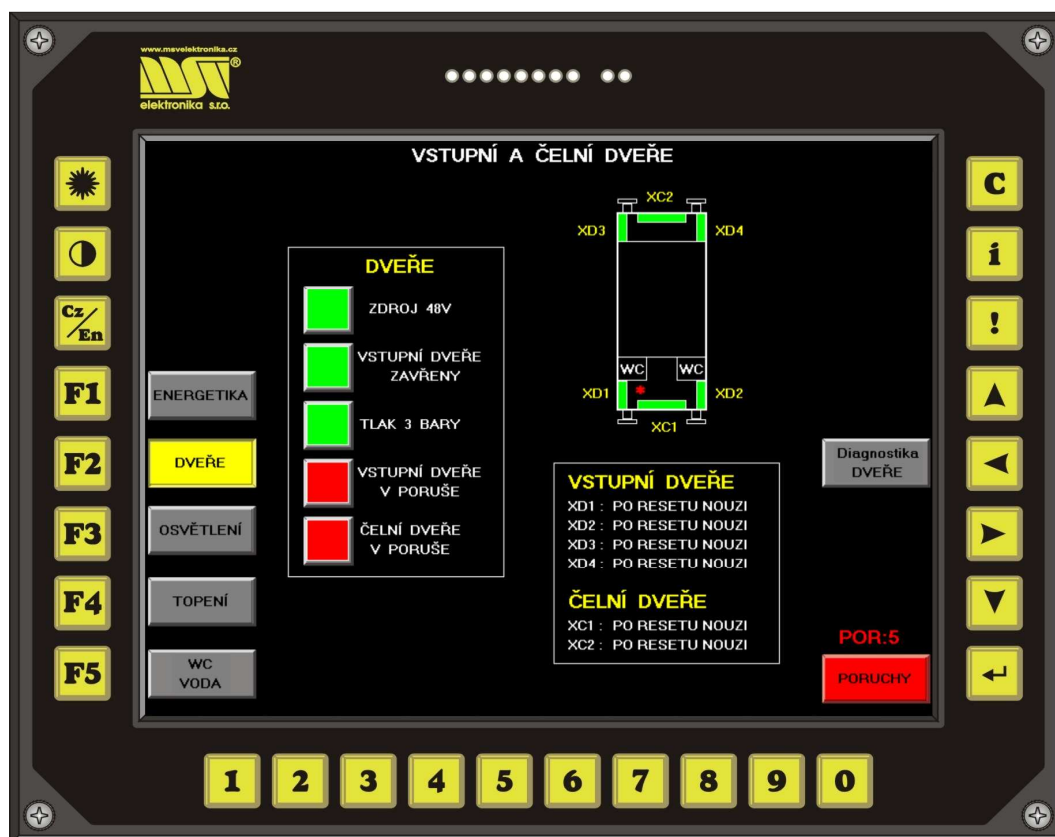 www.msvelektronika.cz
msv®
elektronika s.r.o.
VSTUPNÍ A ČELNÍ DVEŘE
XC2
XD3
XD4
DVEŘE
ZDROJ 48V
VSTUPNÍ DVEŘE
ZAVŘENY
TLAK 3 BARY
VSTUPNÍ DVEŘE
V PORUŠE
ČELNÍ DVEŘE
V PORUŠE
WC WC
XD1
XD2
XC1
ENERGETIKA
DVEŘE
OSVĚTLENÍ
TOPENÍ
WC
VODA
VSTUPNÍ DVEŘE
XD1 : PO RESETU NOUZI
XD2 : PO RESETU NOUZI
XD3 : PO RESETU NOUZI
XD4 : PO RESETU NOUZI
ČELNÍ DVEŘE
XC1 : PO RESETU NOUZI
XC2 : PO RESETU NOUZI
Diagnostika
DVEŘE
POR:5
PORUCHY
Cz/En
F1
F2
F3
F4
F5
C
i
!
1 2 3 4 5 6 7 8 9 0